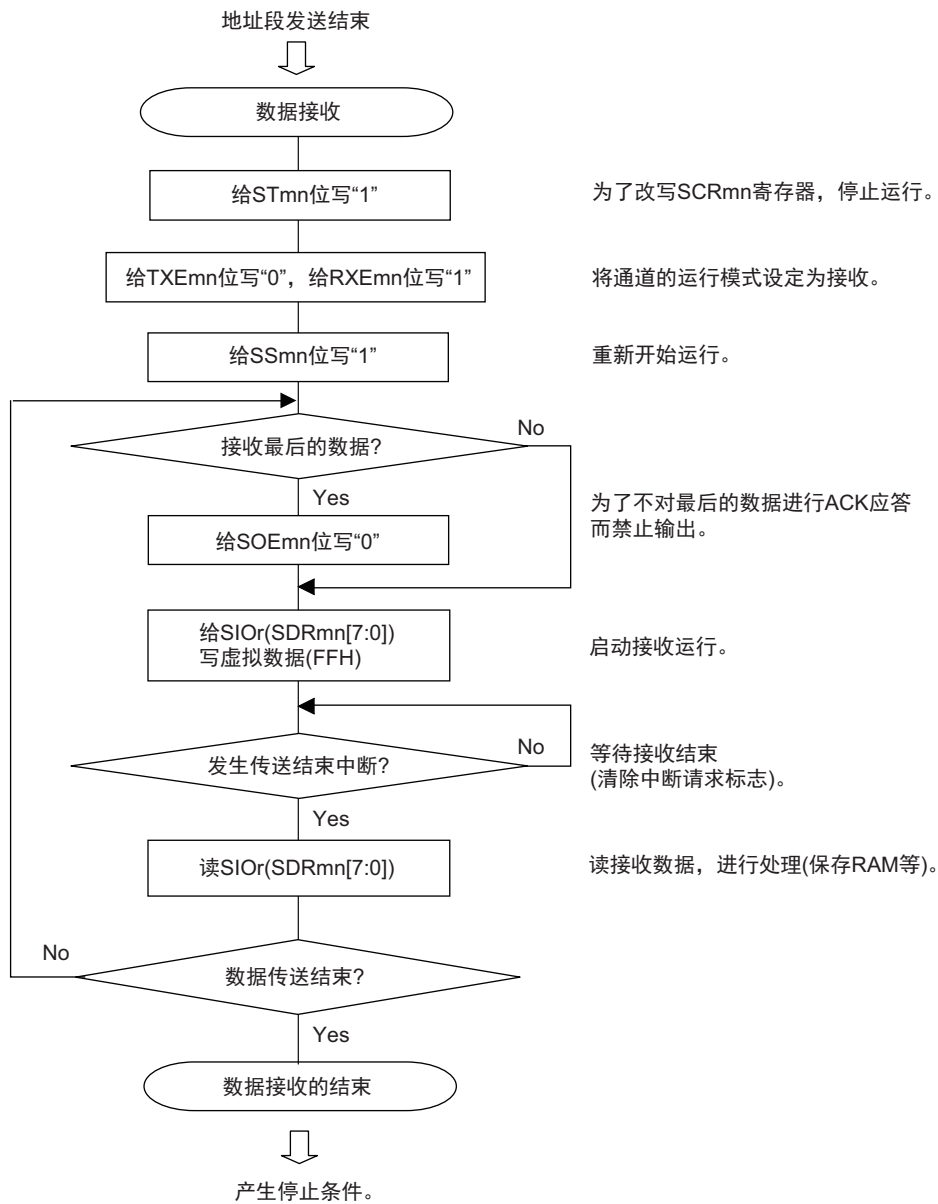 地址段发送结束
数据接收
给STmn位写“1”
为了改写SCRmn寄存器，停止运行。
给TXEmn位写“0”，给RXEmn位写“1”
将通道的运行模式设定为接收。
给SSmn位写“1”
重新开始运行。
接收最后的数据?
No
Yes
为了不对最后的数据进行ACK应答
而禁止输出。
给SOEmn位写“0”
给SIOr(SDRmn[7:0])
写虚拟数据(FFH)
启动接收运行。
发生传送结束中断?
No
等待接收结束
(清除中断请求标志)。
Yes
读SIOr(SDRmn[7:0])
读接收数据，进行处理(保存RAM等)。
No
数据传送结束?
Yes
数据接收的结束
产生停止条件。